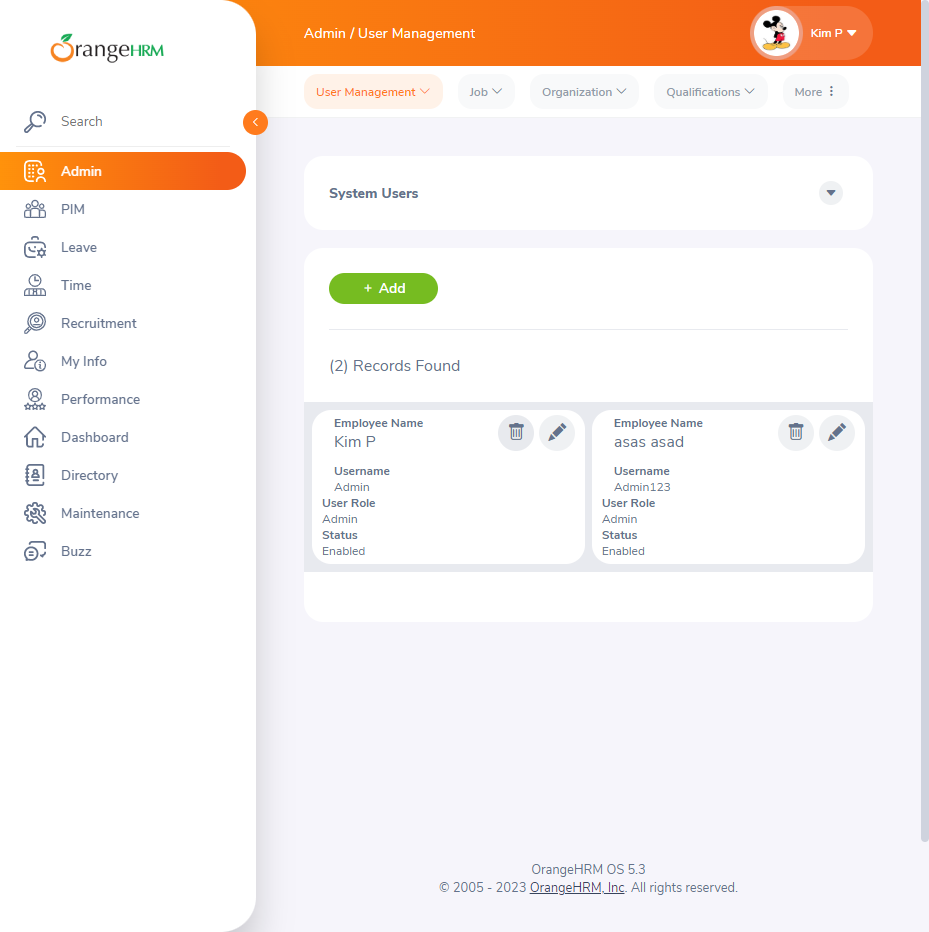 OrangeHRM
Search
Admin
PIM
Leave
Time
Recruitment
My Info
Performance
Dashboard
Directory
Maintenance
Buzz
Admin / User Management
Kim P
User Management
Job
Organization
Qualifications
More
System Users
+ Add
(2) Records Found
Employee Name
Kim P
Username
Admin
User Role
Admin
Status
Enabled
Employee Name
asas asad
Username
Admin123
User Role
Admin
Status
Enabled
OrangeHRM OS 5.3
© 2005 - 2023 OrangeHRM, Inc. All rights reserved.